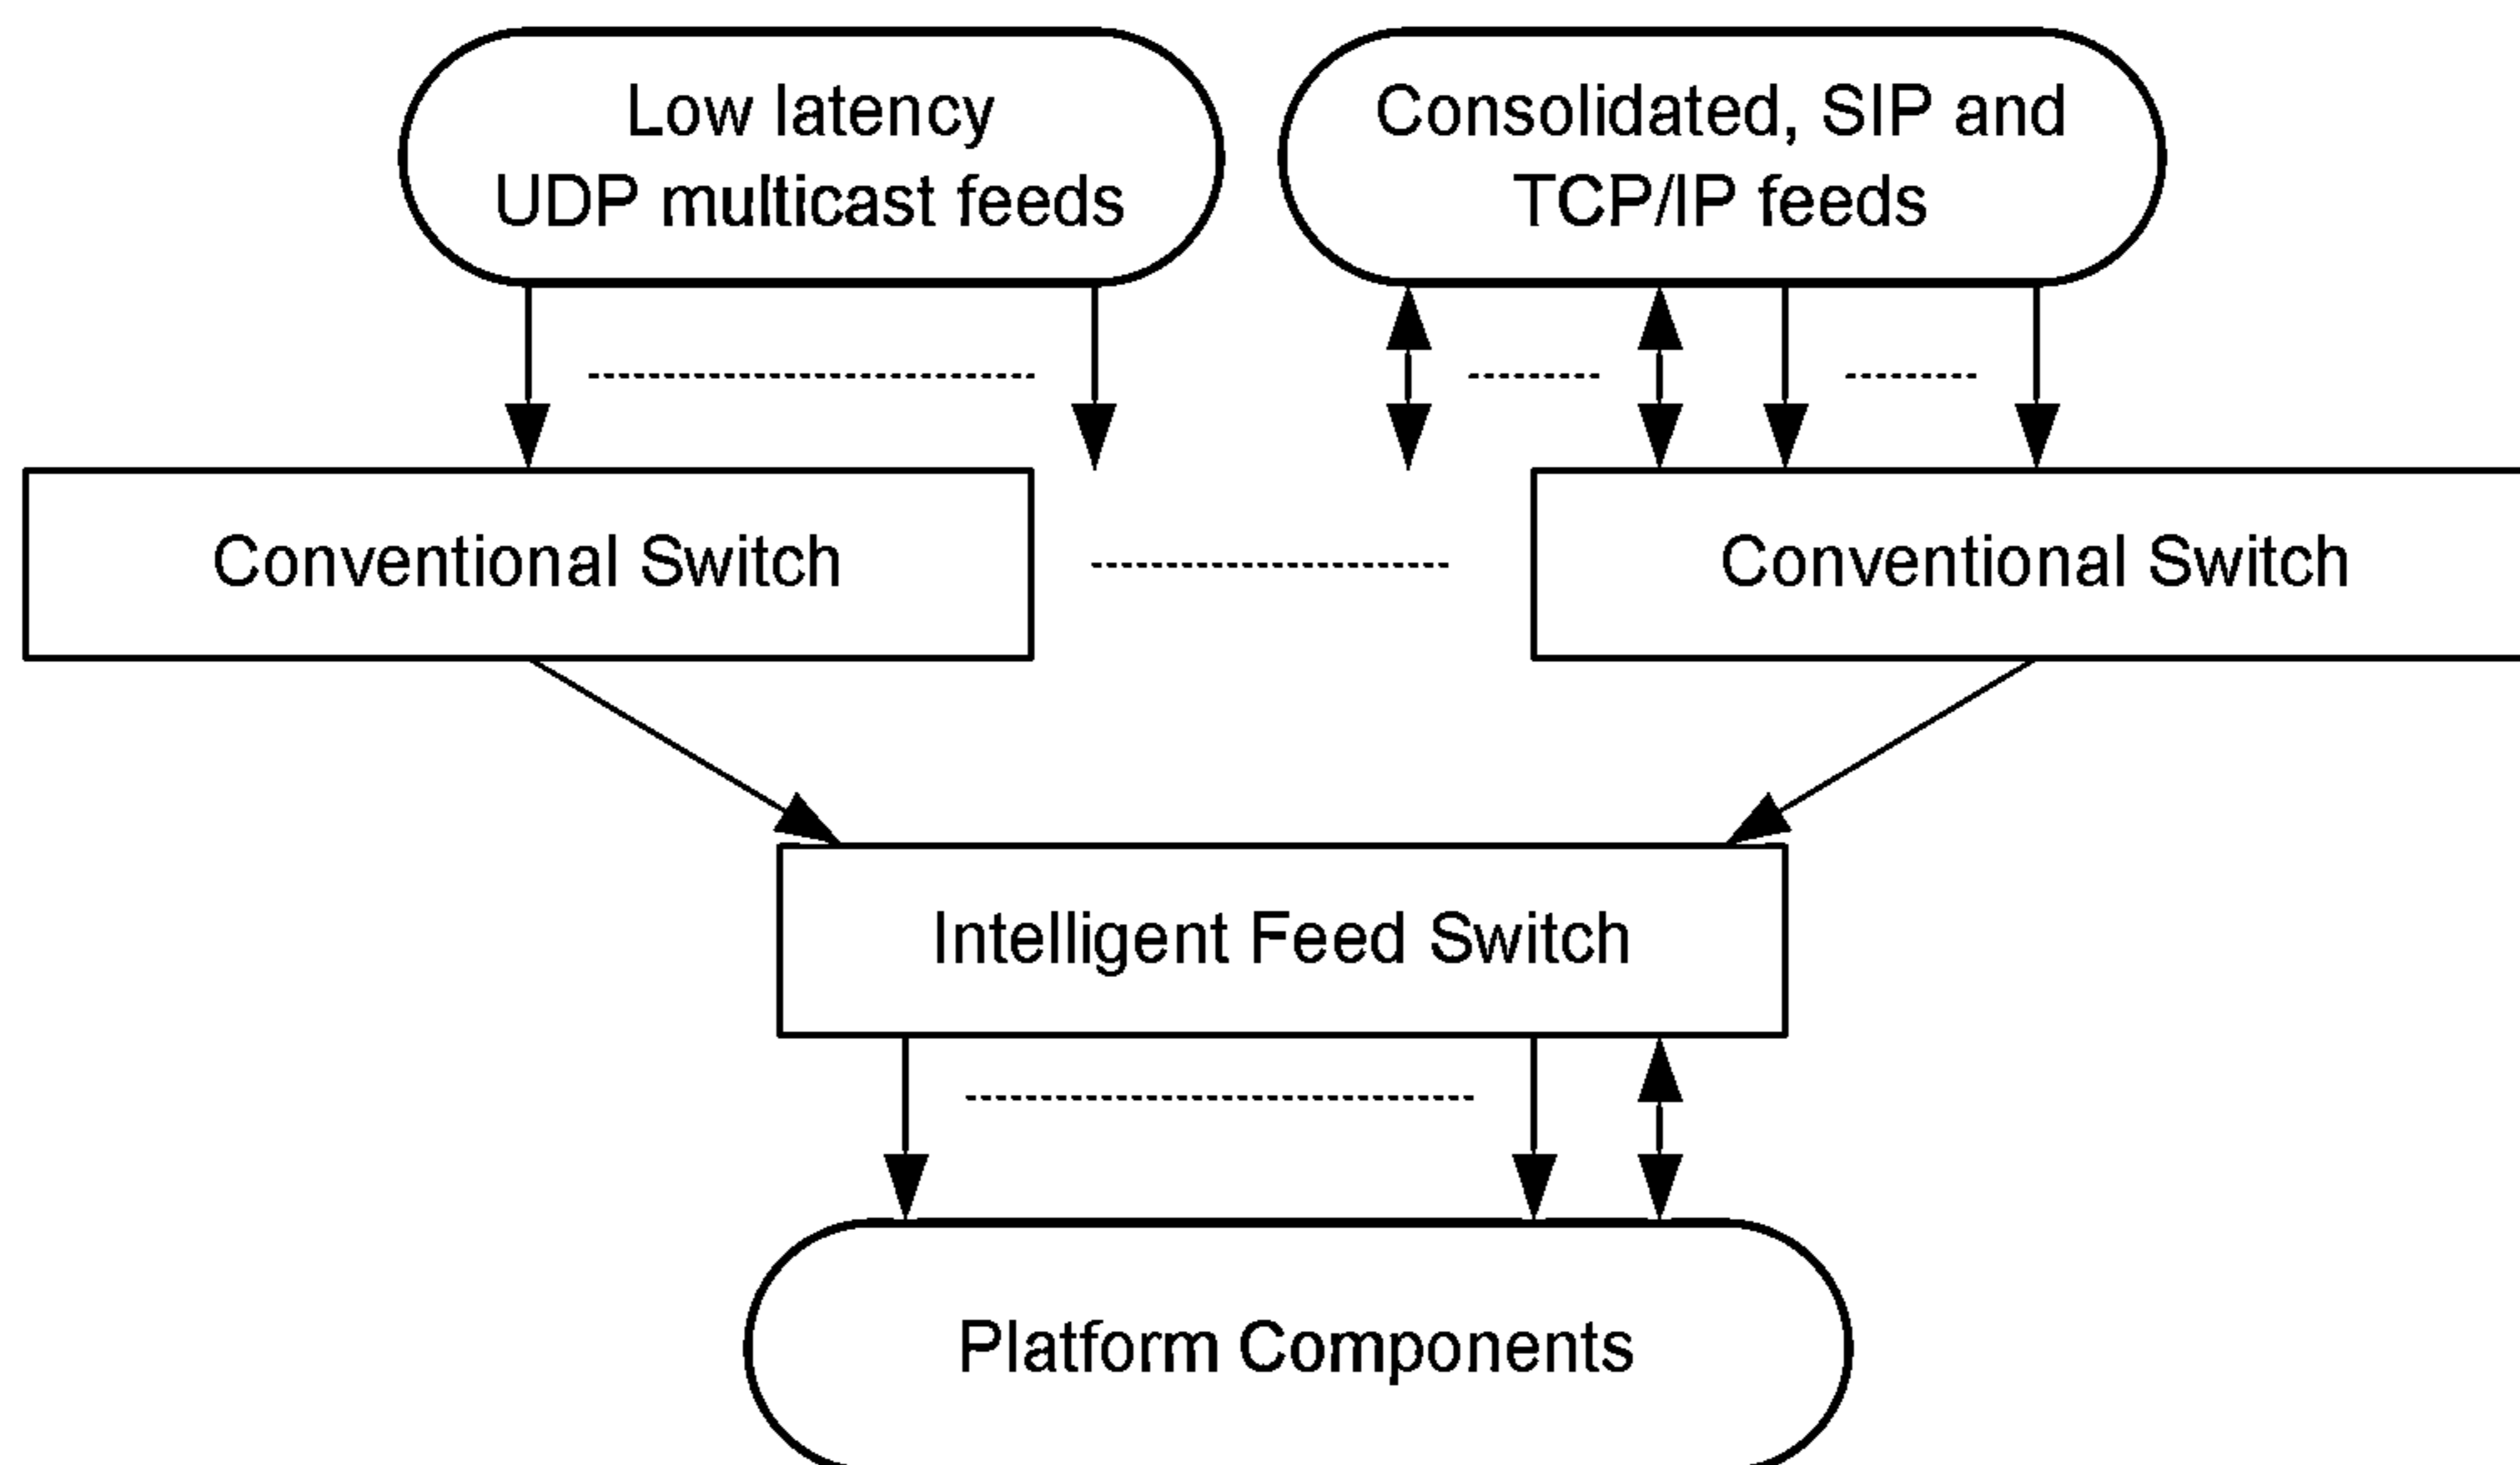 Low latency
UDP multicast feeds
Consolidated, SIP and
TCP/IP feeds
Conventional Switch
Conventional Switch
Intelligent Feed Switch
Platform Components